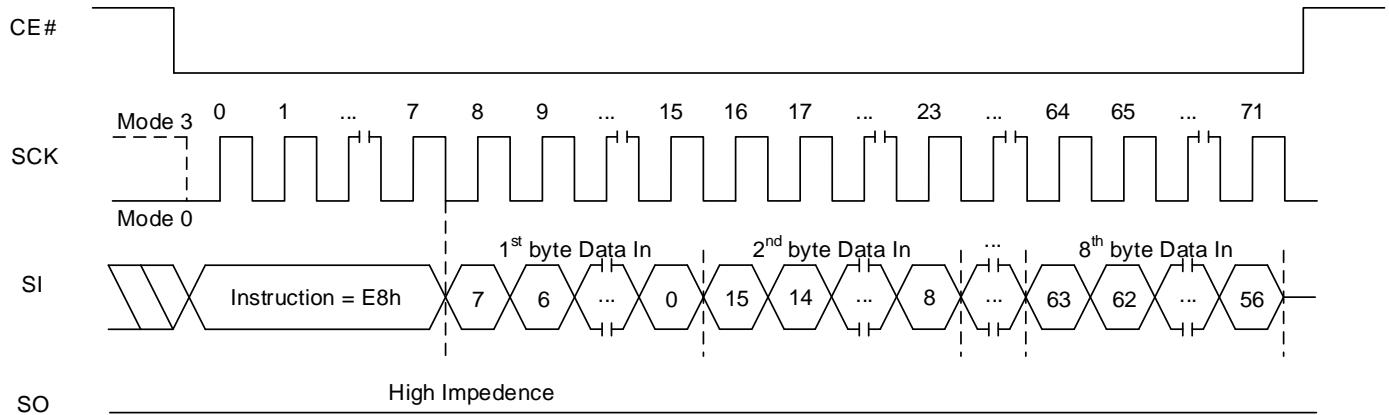 CE#
0 1 ... 7 8 9 ... 15 16 17 ... 23 ... 64 65 ... 71
Mode 3
SCK
Mode 0
1st byte Data In 2nd byte Data In ... 8th byte Data In
SI
Instruction = E8h 7 6 ... 0 15 14 ... 8 ... 63 62 ... 56
High Impedence
SO